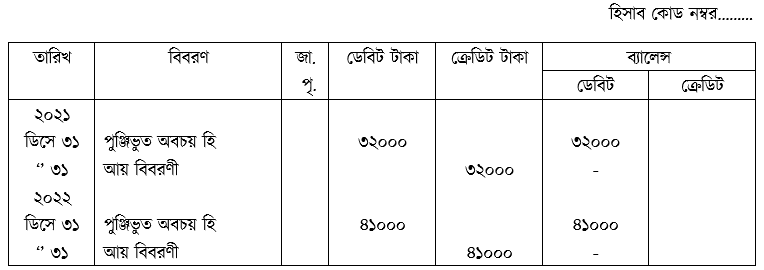 হিসাব কোড নম্বর.........
তারিখ বিবরণ জা. পৃ. ডেবিট টাকা ক্রেডিট টাকা ব্যালেন্স
ডেবিট ক্রেডিট
২০২১
ডিসে ৩১ পুঞ্জিভুত অবচয় হি ৩২০০০ ৩২০০০
‘’ ৩১ আয় বিবরণী ৩২০০০ -
২০২২
ডিসে ৩১ পুঞ্জিভুত অবচয় হি ৪১০০০ ৪১০০০
‘’ ৩১ আয় বিবরণী ৪১০০০ -